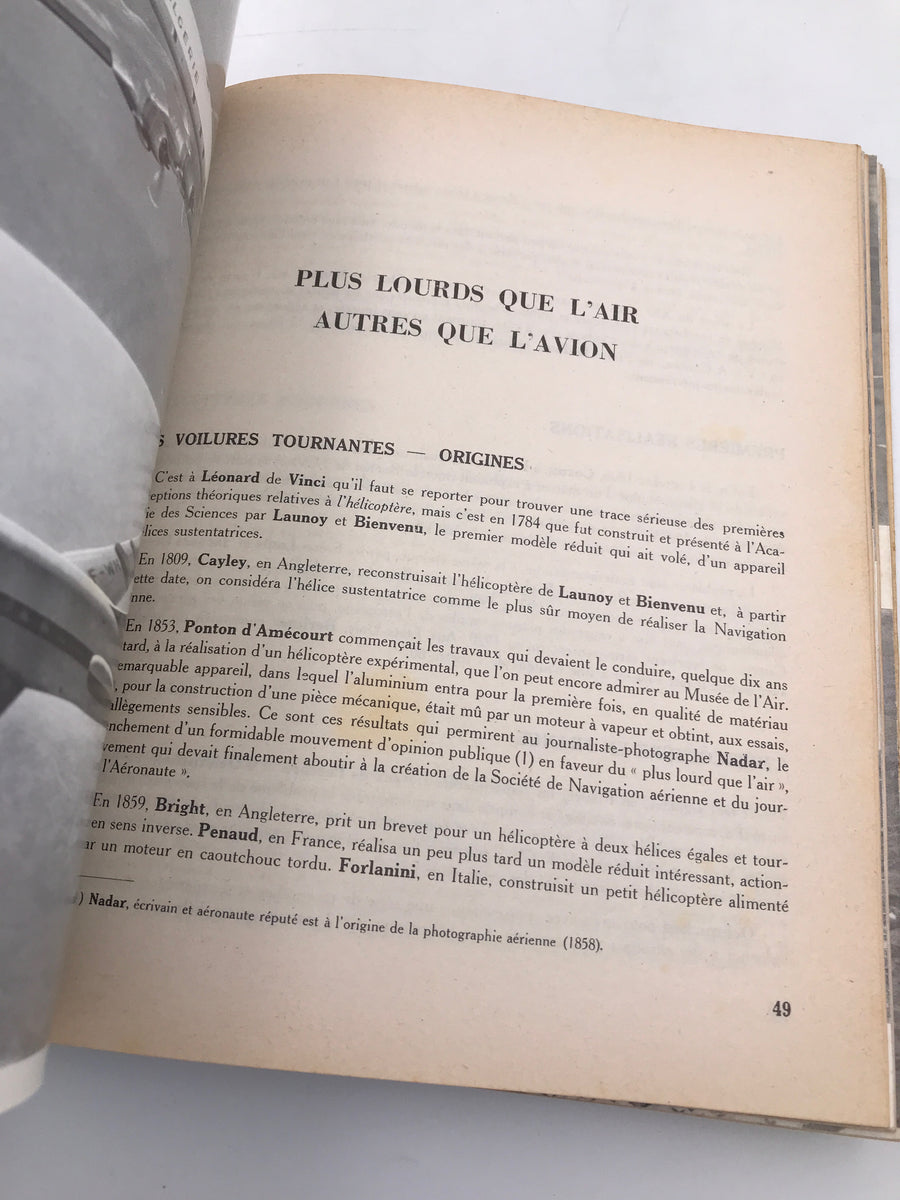 LGERIE
F-W
PLUS LOURDS QUE L'AIR
AUTRES QUE L'AVION
S VOILURES TOURNANTES — ORIGINES
C'est à Léonard de Vinci qu'il faut se reporter pour trouver une trace sérieuse des premières
eptions théoriques relatives à l'hélicoptère, mais c'est en 1784 que fut construit et présenté à l'Aca-
ie des Sciences par Launoy et Bienvenu, le premier modèle réduit qui ait volé, d'un appareil
lices sustentatrices.
En 1809, Cayley, en Angleterre, reconstruisait l'hélicoptère de Launoy et Bienvenu et, à partir
ette date, on considéra l'hélice sustentatrice comme le plus sûr moyen de réaliser la Navigation
nne.
En 1853, Ponton d'Amécourt commençait les travaux qui devaient le conduire, quelque dix ans
tard, à la réalisation d'un hélicoptère expérimental, que l'on peut encore admirer au Musée de l'Air.
emarquable appareil, dans lequel l'aluminium entra pour la première fois, en qualité de matériau
, pour la construction d'une pièce mécanique, était mû par un moteur à vapeur et obtint, aux essais,
allègements sensibles. Ce sont ces résultats qui permirent au journaliste-photographe Nadar, le
nchement d'un formidable mouvement d'opinion publique (1) en faveur du « plus lourd que l'air »,
vement qui devait finalement aboutir à la création de la Société de Navigation aérienne et du jour-
l'Aéronaute ».
En 1859, Bright, en Angleterre, prit un brevet pour un hélicoptère à deux hélices égales et tour-
en sens inverse. Penaud, en France, réalisa un peu plus tard un modèle réduit intéressant, action-
ar un moteur en caoutchouc tordu. Forlanini, en Italie, construisit un petit hélicoptère alimenté
) Nadar, écrivain et aéronaute réputé est à l'origine de la photographie aérienne (1858).
49